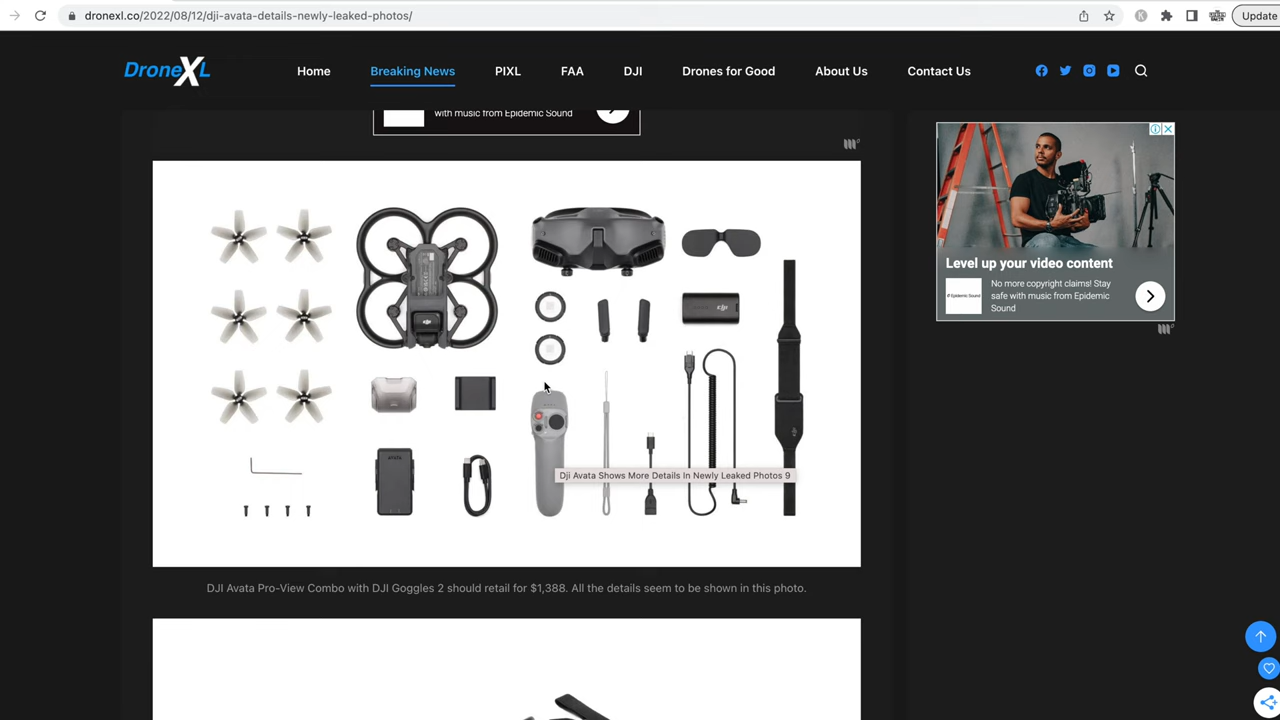 dronexl.co/2022/08/12/dji-avata-details-newly-leaked-photos/
Update
DroneXL
Home
Breaking News
PIXL
FAA
DJI
Drones for Good
About Us
Contact Us
with music from Epidemic Sound
Level up your video content
Epidemic Sound
No more copyright claims! Stay
safe with music from Epidemic
Sound
dji
AVATA
Dji Avata Shows More Details In Newly Leaked Photos 9
DJI Avata Pro-View Combo with DJI Goggles 2 should retail for $1,388. All the details seem to be shown in this photo.